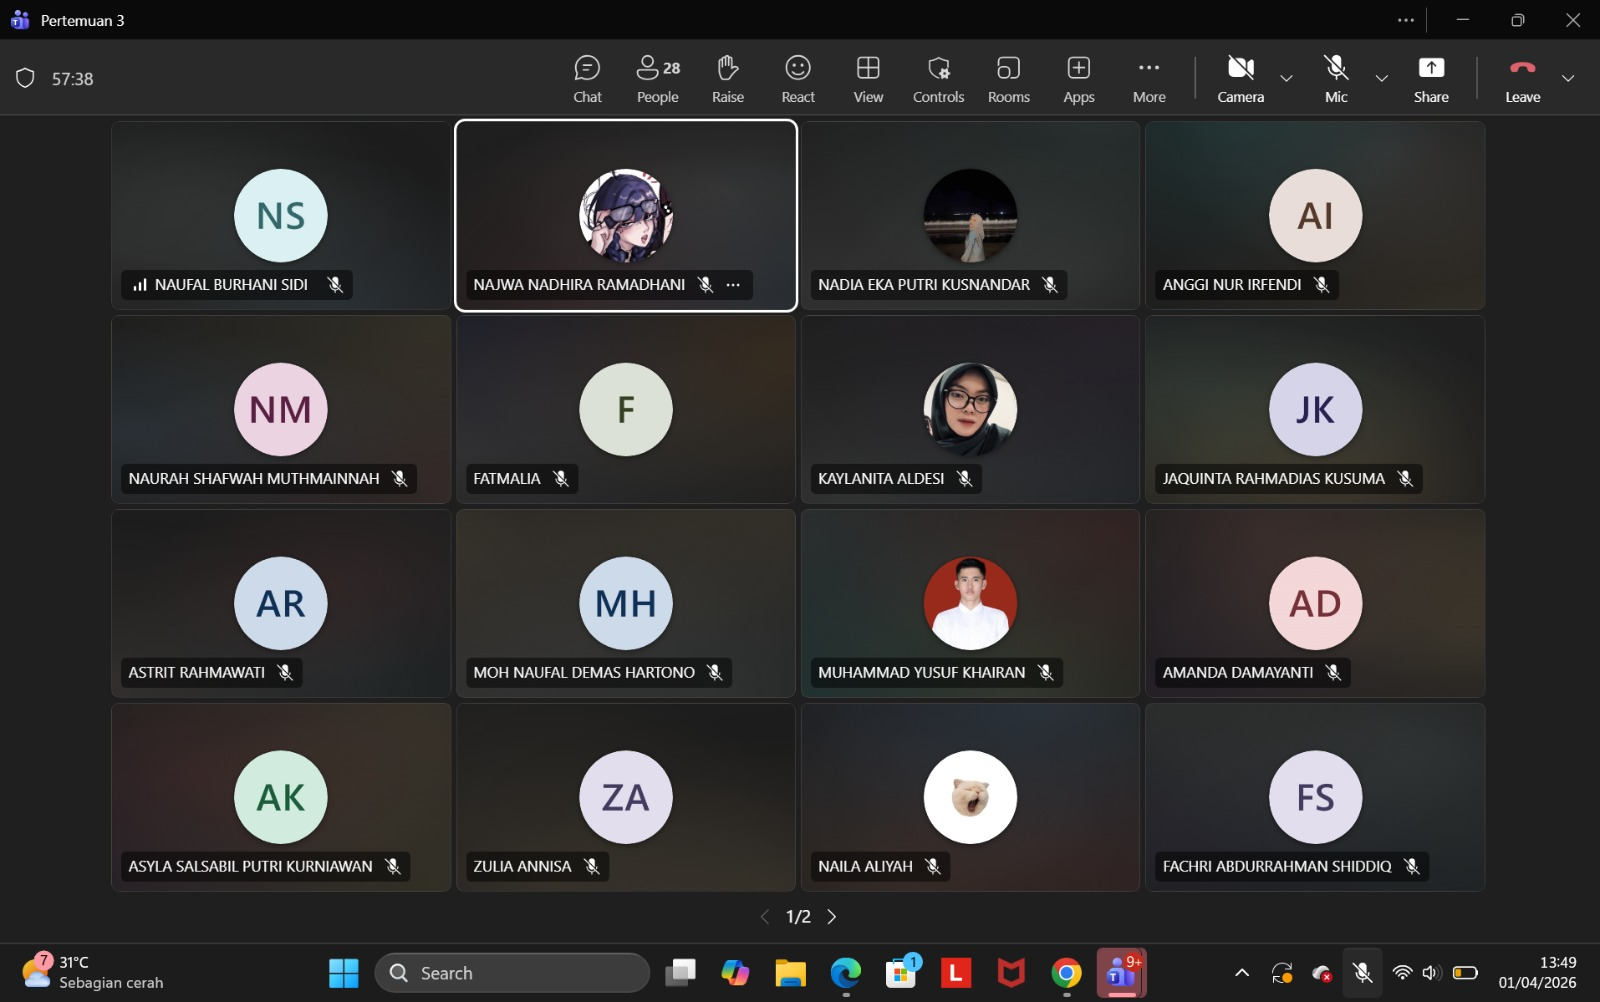 Pertemuan 3
57:38
Chat
People
28
Raise
React
View
Controls
Rooms
Apps
More
Camera
Mic
Share
Leave
NS
NAUFAL BURHANI SIDI
NAJWA NADHIRA RAMADHANI
NADIA EKA PUTRI KUSNANDAR
AI
ANGGI NUR IRFENDI
NM
NAURAH SHAFWAH MUTHMAINNAH
F
FATMALIA
KAYLANITA ALDESI
JK
JAQUINTA RAHMADIAS KUSUMA
AR
ASTRIT RAHMAWATI
MH
MOH NAUFAL DEMAS HARTONO
MUHAMMAD YUSUF KHAIRAN
AD
AMANDA DAMAYANTI
AK
ASYLA SALSABIL PUTRI KURNIAWAN
ZA
ZULIA ANNISA
NAILA ALIYAH
FS
FACHRI ABDURRAHMAN SHIDDIQ
1/2
7
31°C
Sebagian cerah
Search
1
L
9+
13:49
01/04/2026